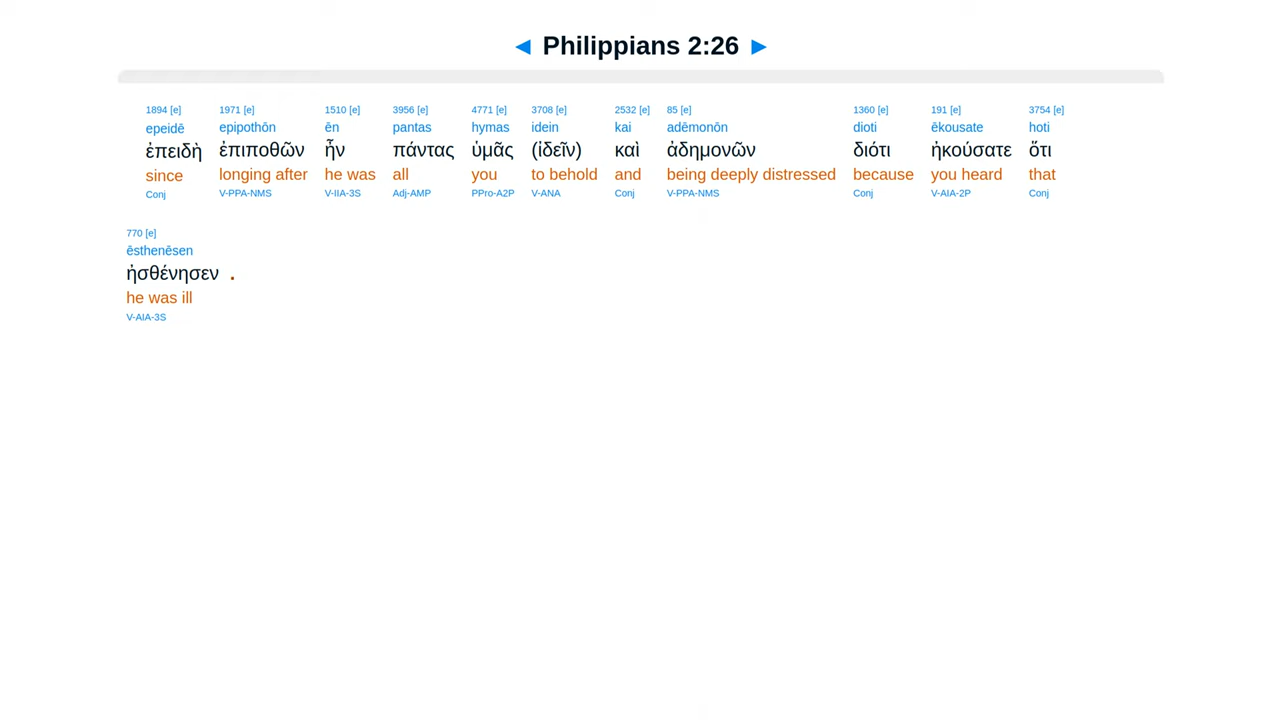 ◄ Philippians 2:26 ►
1894 [e] 1971 [e] 1510 [e] 3956 [e] 4771 [e] 3708 [e] 2532 [e] 85 [e] 1360 [e] 191 [e] 3754 [e]
epeidē epipothōn ēn pantas hymas idein kai adēmonōn dioti ēkousate hoti
ἐπειδὴ ἐπιποθῶν ἦν πάντας ὑμᾶς (ἰδεῖν) καὶ ἀδημονῶν διότι ἠκούσατε ὅτι
since longing after he was all you to behold and being deeply distressed because you heard that
Conj V-PPA-NMS V-IIA-3S Adj-AMP PPro-A2P V-ANA Conj V-PPA-NMS Conj V-AIA-2P Conj
770 [e]
ēsthenēsen
ἠσθένησεν .
he was ill
V-AIA-3S